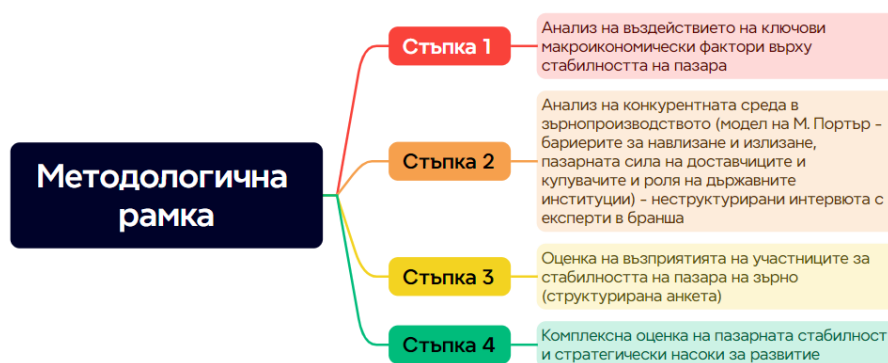 Методологична
рамка
Стъпка 1
Анализ на въздействието на ключови
макроикономически фактори върху
стабилността на пазара
Стъпка 2
Анализ на конкурентната среда в
зърнопроизводството (модел на М. Портър -
бариерите за навлизане и излизане,
пазарната сила на доставчиците и
купувачите и роля на държавните
институции) - неструктурирани интервюта с
експерти в бранша
Стъпка 3
Оценка на възприятията на участниците за
стабилността на пазара на зърно
(структурирана анкета)
Стъпка 4
Комплексна оценка на пазарната стабилност
и стратегически насоки за развитие